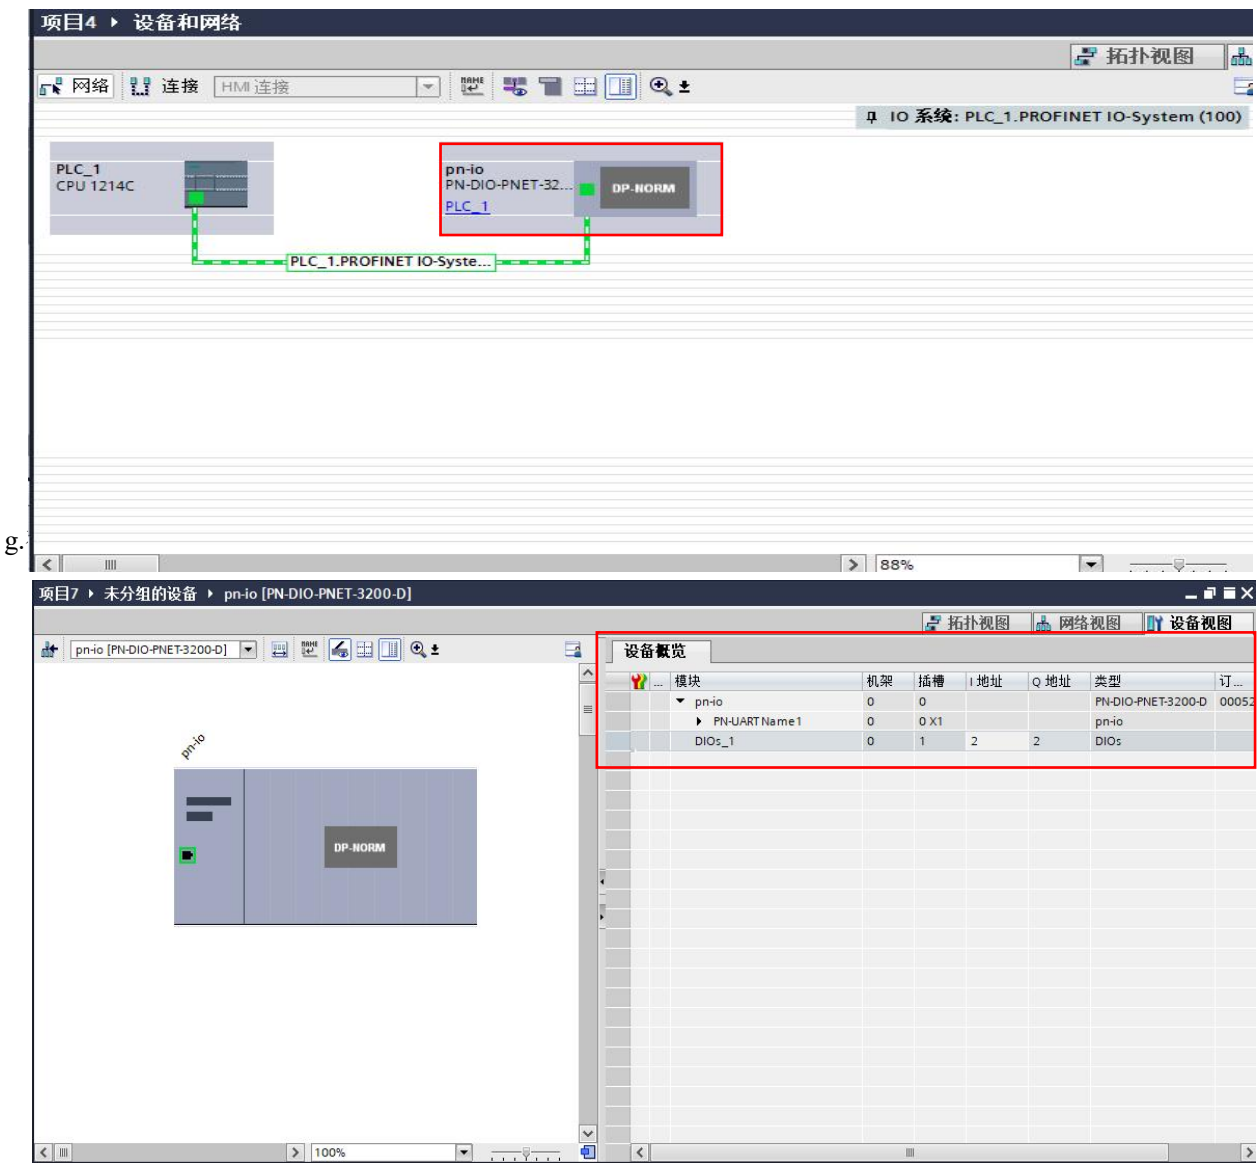 项目4 ▸ 设备和网络
拓扑视图
网络 连接 HMI 连接
IO 系统: PLC_1.PROFINET IO-System (100)
PLC_1
CPU 1214C
pn-io
PN-DIO-PNET-32...
PLC_1
DP-NORM
PLC_1.PROFINET IO-Syste...
g.
88%
项目7 ▸ 未分组的设备 ▸ pn-io [PN-DIO-PNET-3200-D]
拓扑视图 网络视图 设备视图
pn-io [PN-DIO-PNET-3200-D]
设备概览
... 模块 机架 插槽 I 地址 Q 地址 类型 订...
pn-io 0 0 PN-DIO-PNET-3200-D 00052
PN-UART Name1 0 0 X1 pn-io
DIOs_1 0 1 2 2 DIOs
pn-io
DP-NORM
100%